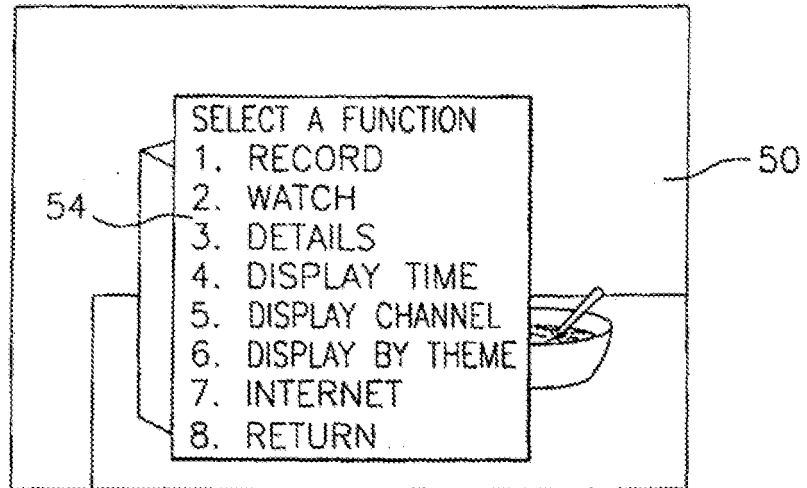 SELECT A FUNCTION
1. RECORD
2. WATCH
3. DETAILS
4. DISPLAY TIME
5. DISPLAY CHANNEL
6. DISPLAY BY THEME
7. INTERNET
8. RETURN
54
50